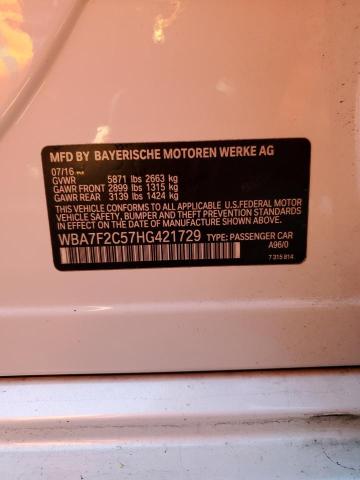 MFD BY BAYERISCHE MOTOREN WERKE AG
07/16
GVWR 5871 lbs 2663 kg
GAWR FRONT 2899 lbs 1315 kg
GAWR REAR 3139 lbs 1424 kg
THIS VEHICLE CONFORMS TO ALL APPLICABLE U.S.FEDERAL MOTOR
VEHICLE SAFETY, BUMPER AND THEFT PREVENTION STANDARDS
IN EFFECT ON THE DATE OF MANUFACTURE SHOWN ABOVE.
WBA7F2C57HG421729 TYPE: PASSENGER CAR
A96/0
7 315 814